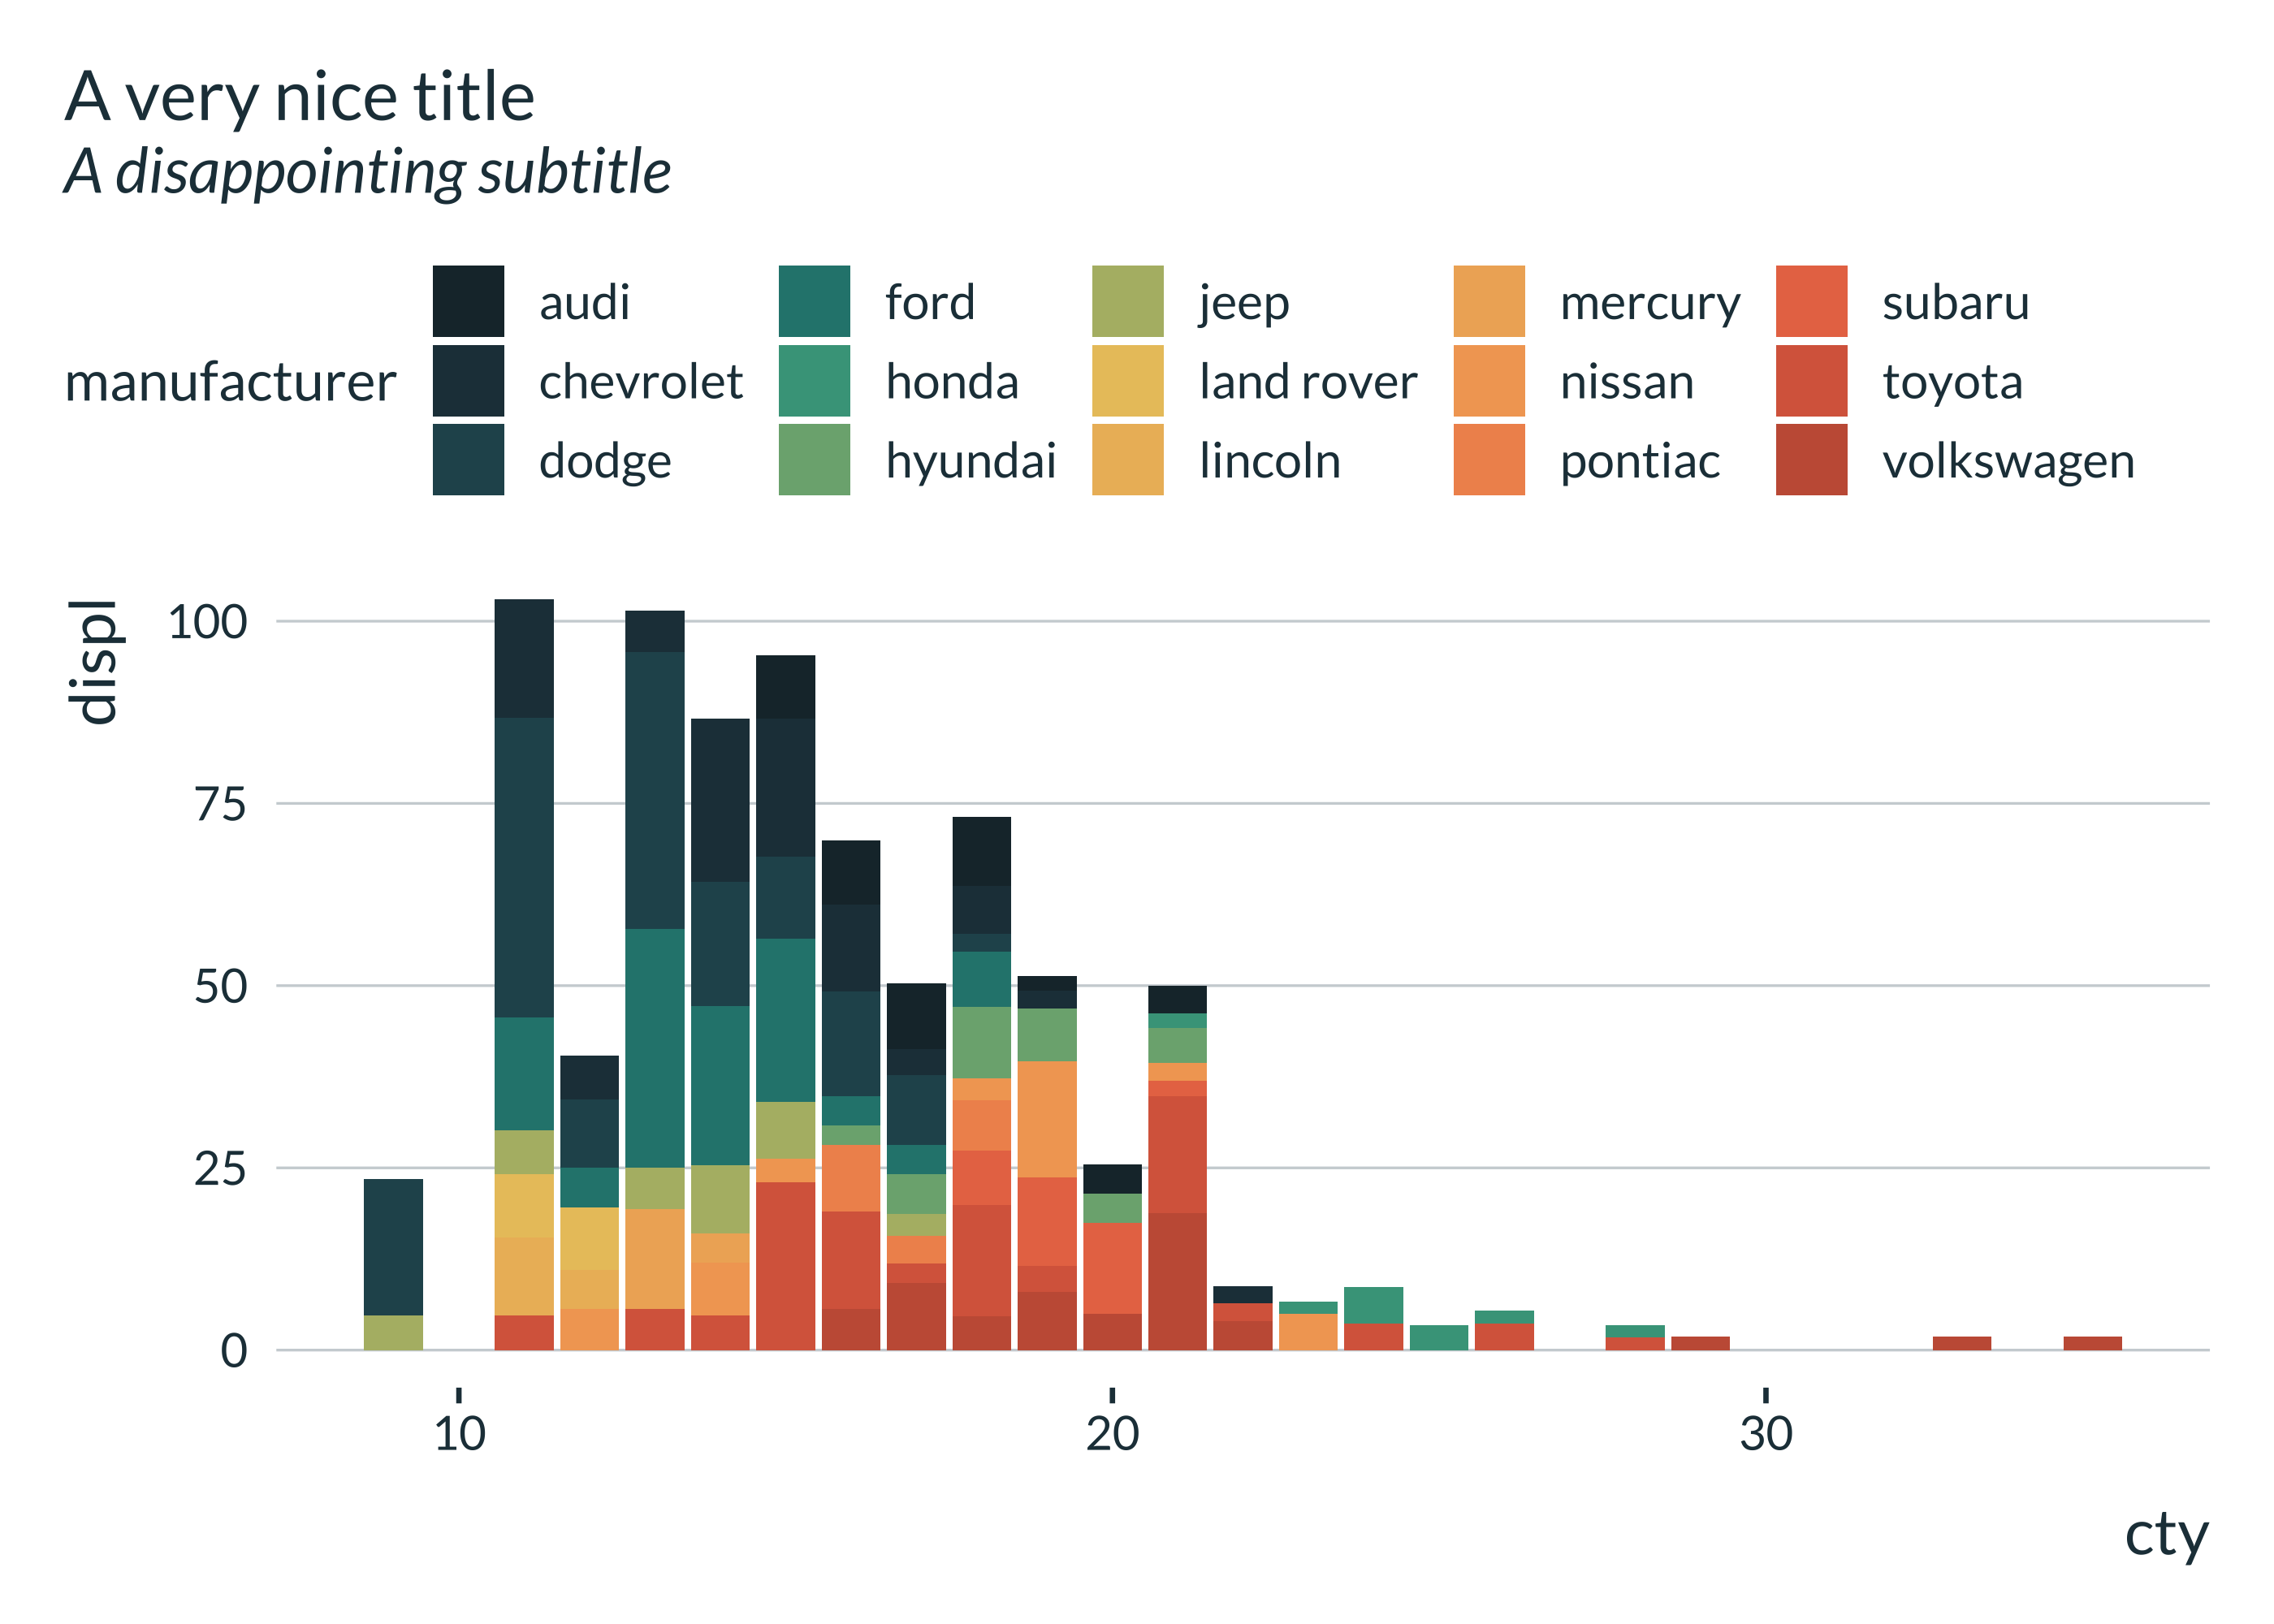 A very nice title
A disappointing subtitle
audi ford jeep mercury subaru
manufacturer chevrolet honda land rover nissan toyota
dodge hyundai lincoln pontiac volkswagen
displ
100
75
50
25
0
10 20 30
cty